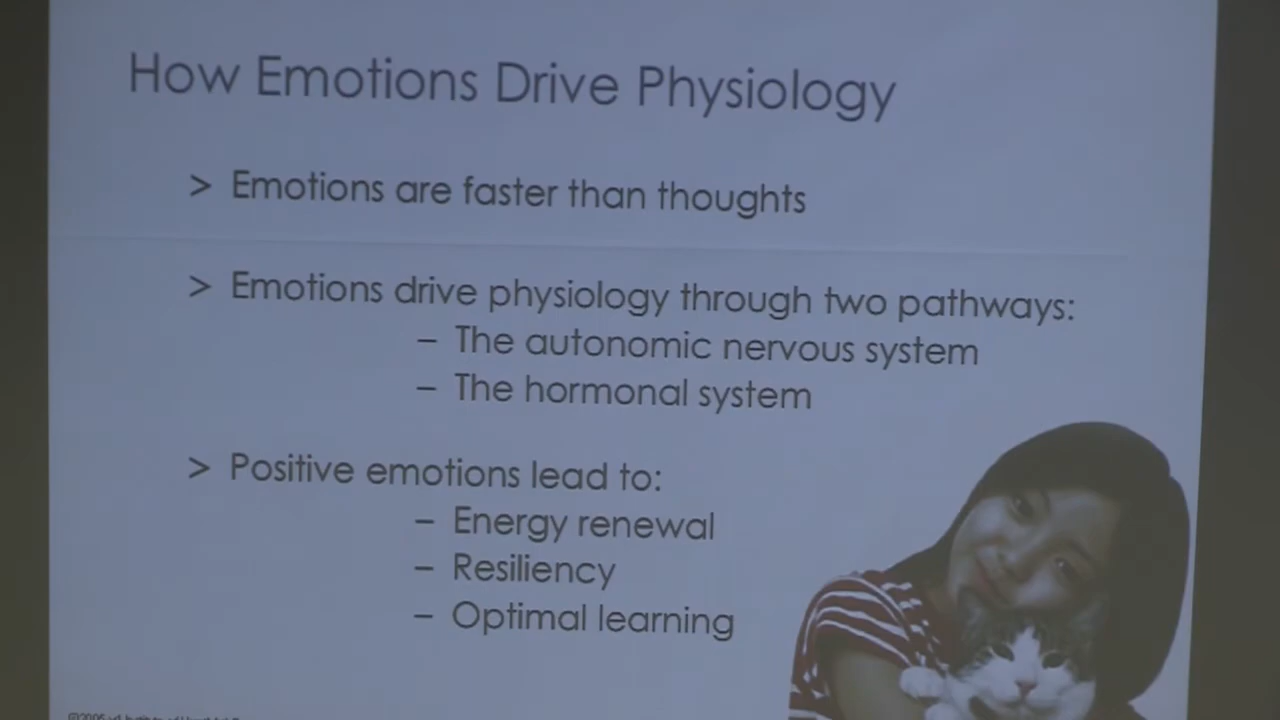 How Emotions Drive Physiology
> Emotions are faster than thoughts
> Emotions drive physiology through two pathways:
– The autonomic nervous system
– The hormonal system
> Positive emotions lead to:
– Energy renewal
– Resiliency
– Optimal learning